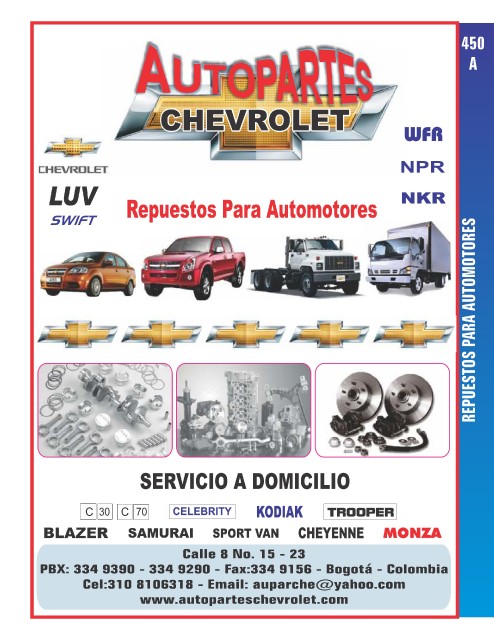 450
A
AUTOPARTES
CHEVROLET
CHEVROLET
LUV
SWIFT
WFR
NPR
NKR
Repuestos Para Automotores
REPUESTOS PARA AUTOMOTORES
SERVICIO A DOMICILIO
C 30 C 70 CELEBRITY KODIAK TROOPER
BLAZER SAMURAI SPORT VAN CHEYENNE MONZA
Calle 8 No. 15 - 23
PBX: 334 9390 - 334 9290 - Fax:334 9156 - Bogotá - Colombia
Cel:310 8106318 - Email: auparche@yahoo.com
www.autoparteschevrolet.com